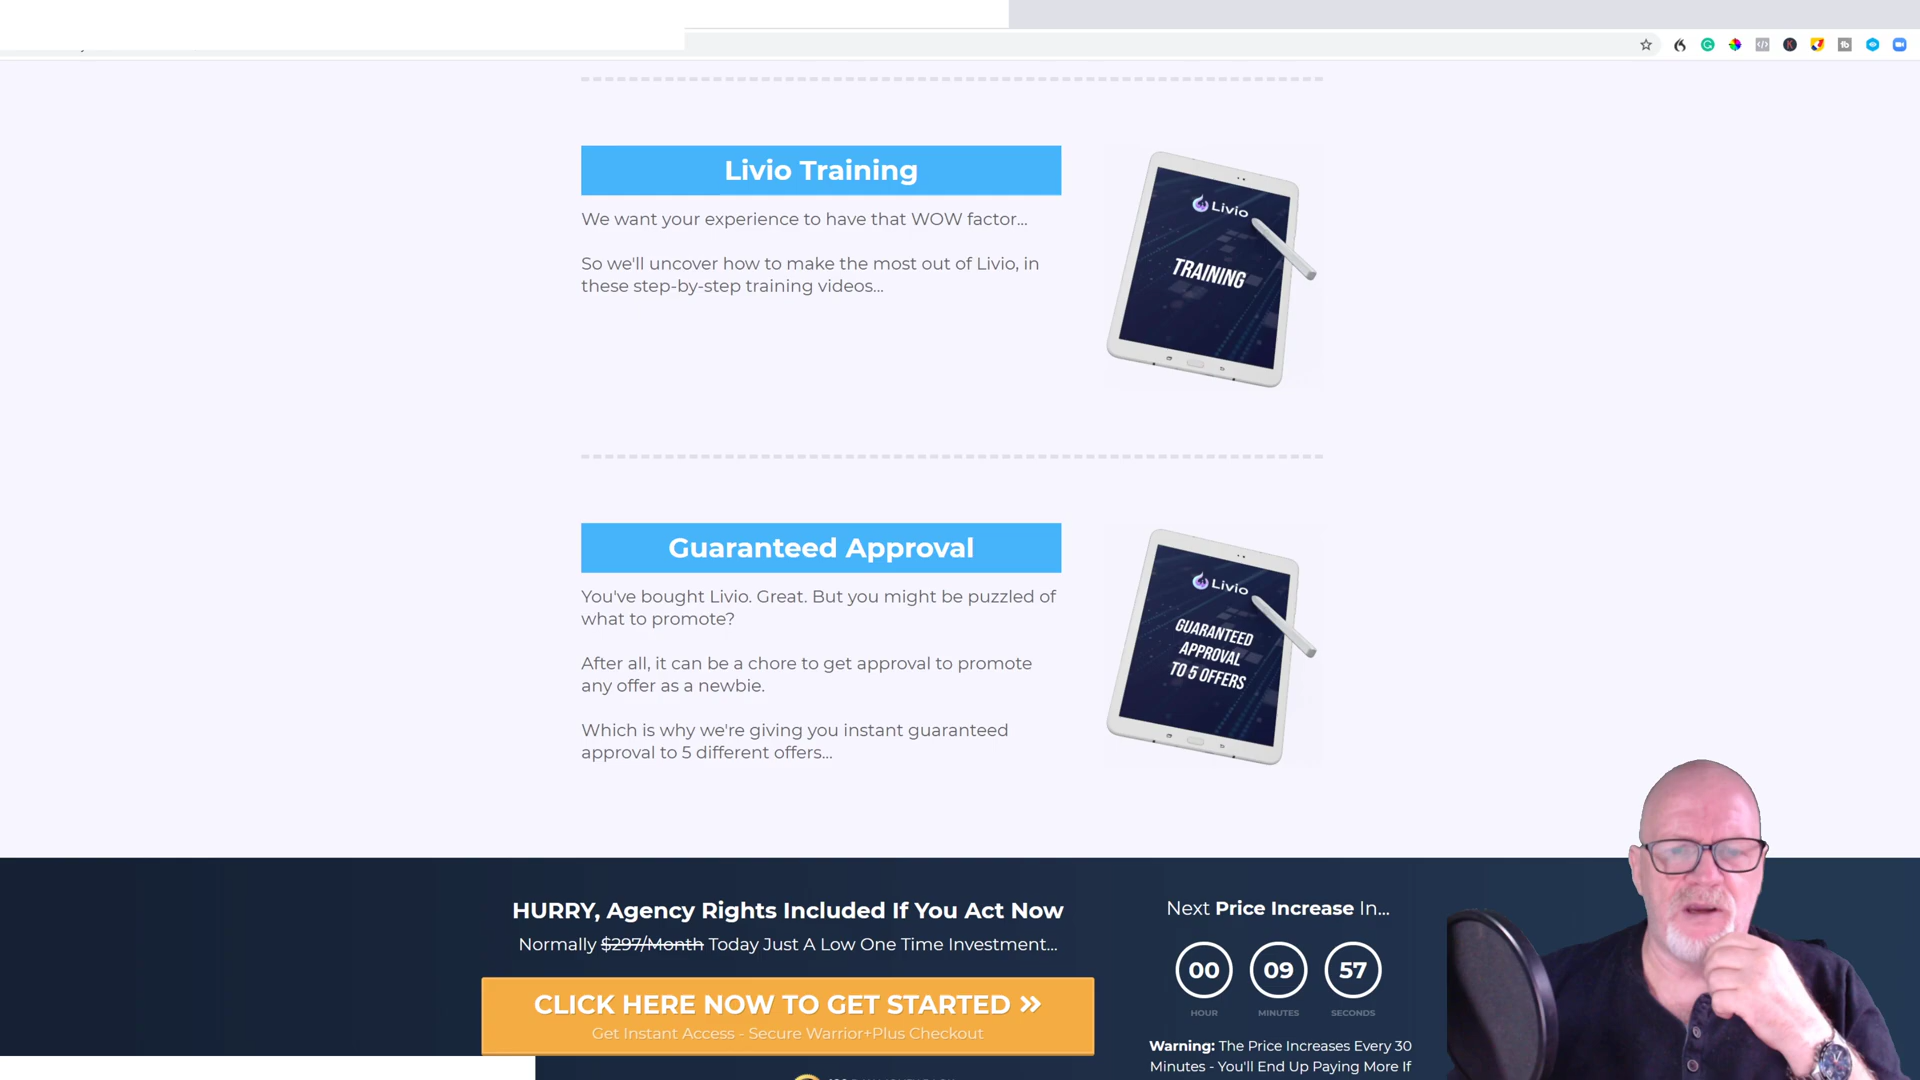 Livio Training
We want your experience to have that WOW factor...
So we'll uncover how to make the most out of Livio, in
these step-by-step training videos...
Livio
TRAINING
Guaranteed Approval
You've bought Livio. Great. But you might be puzzled of
what to promote?
After all, it can be a chore to get approval to promote
any offer as a newbie.
Which is why we're giving you instant guaranteed
approval to 5 different offers...
Livio
GUARANTEED
APPROVAL
TO 5 OFFERS
HURRY, Agency Rights Included If You Act Now
Normally $297/Month Today Just A Low One Time Investment...
CLICK HERE NOW TO GET STARTED »
Get Instant Access - Secure Warrior+Plus Checkout
Next Price Increase In...
00 09 57
HOUR MINUTES SECONDS
Warning: The Price Increases Every 30
Minutes - You'll End Up Paying More If